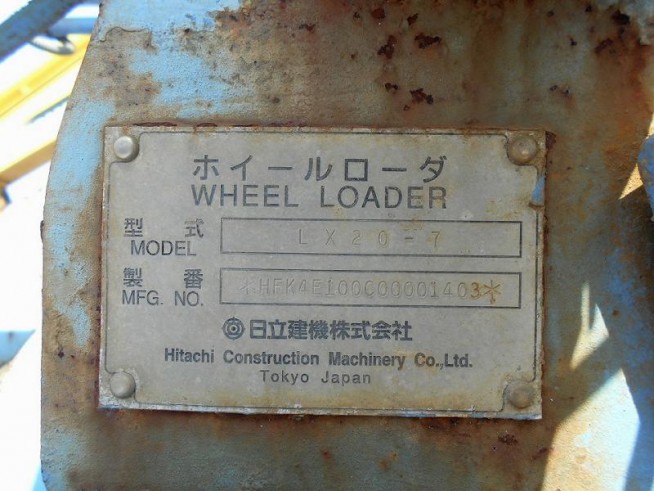 ホイールローダ
WHEEL LOADER
型 式
MODEL
LX20-7
製 番
MFG. NO.
日立建機株式会社
Hitachi Construction Machinery Co.,Ltd.
Tokyo Japan